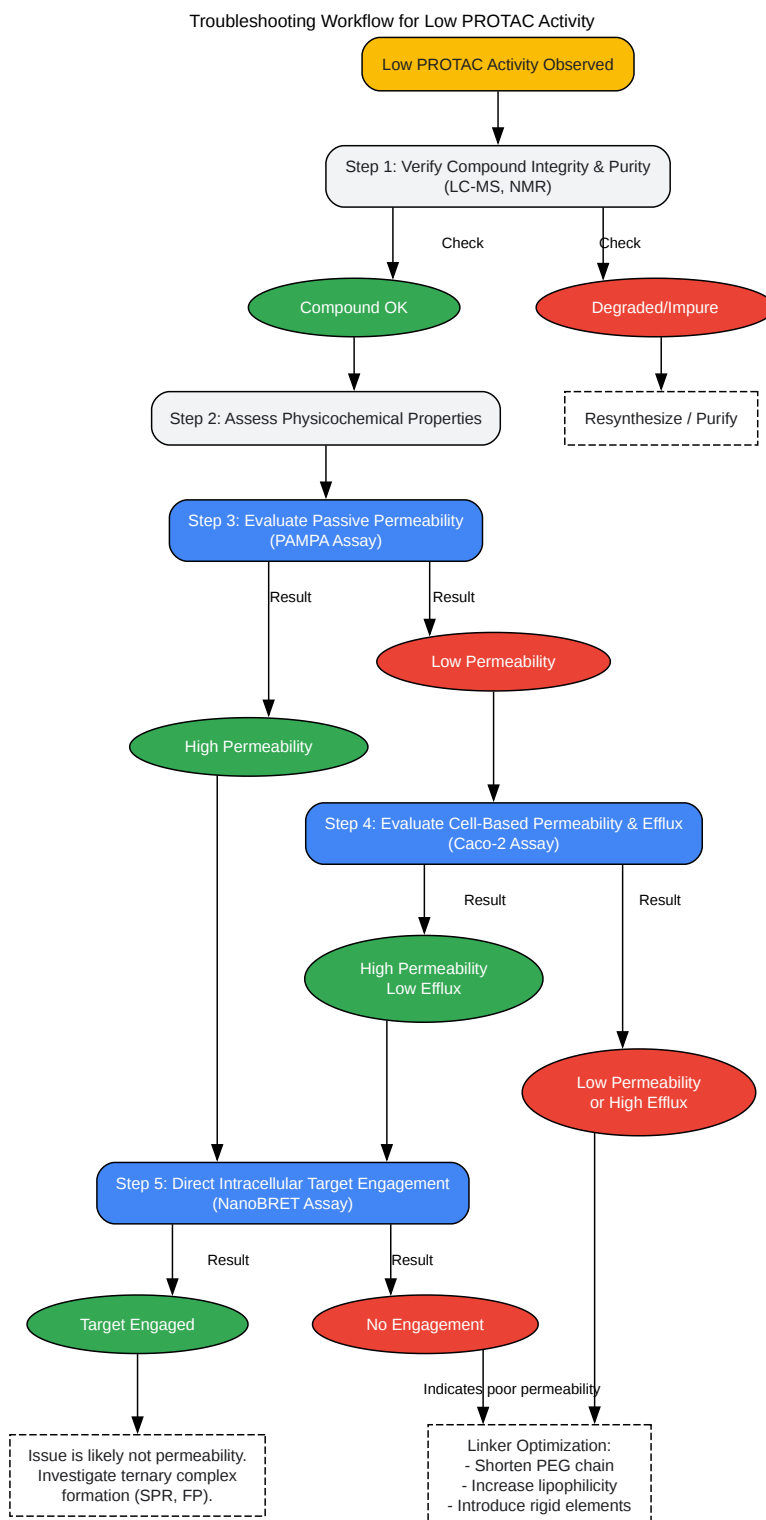 Troubleshooting Workflow for Low PROTAC Activity
Low PROTAC Activity Observed
Step 1: Verify Compound Integrity & Purity
(LC-MS, NMR)
Check
Check
Compound OK
Degraded/Impure
Step 2: Assess Physicochemical Properties
Resynthesize / Purify
Step 3: Evaluate Passive Permeability
(PAMPA Assay)
Result
Result
Low Permeability
High Permeability
Step 4: Evaluate Cell-Based Permeability & Efflux
(Caco-2 Assay)
Result
Result
High Permeability
Low Efflux
Low Permeability
or High Efflux
Step 5: Direct Intracellular Target Engagement
(NanoBRET Assay)
Result
Result
Target Engaged
No Engagement
Indicates poor permeability
Issue is likely not permeability.
Investigate ternary complex
formation (SPR, FP).
Linker Optimization:
- Shorten PEG chain
- Increase lipophilicity
- Introduce rigid elements